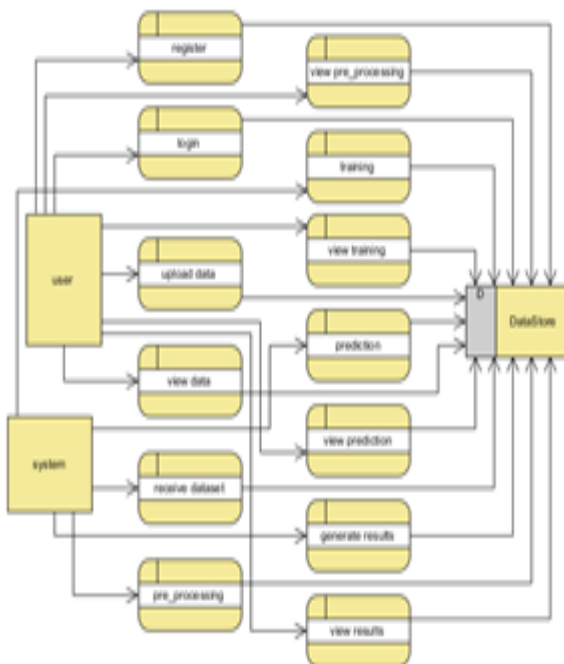 register
view pre_processing
login
training
user
view training
upload data
D
DataStore
prediction
view data
view prediction
system
receive dataset
generate results
pre_processing
view results